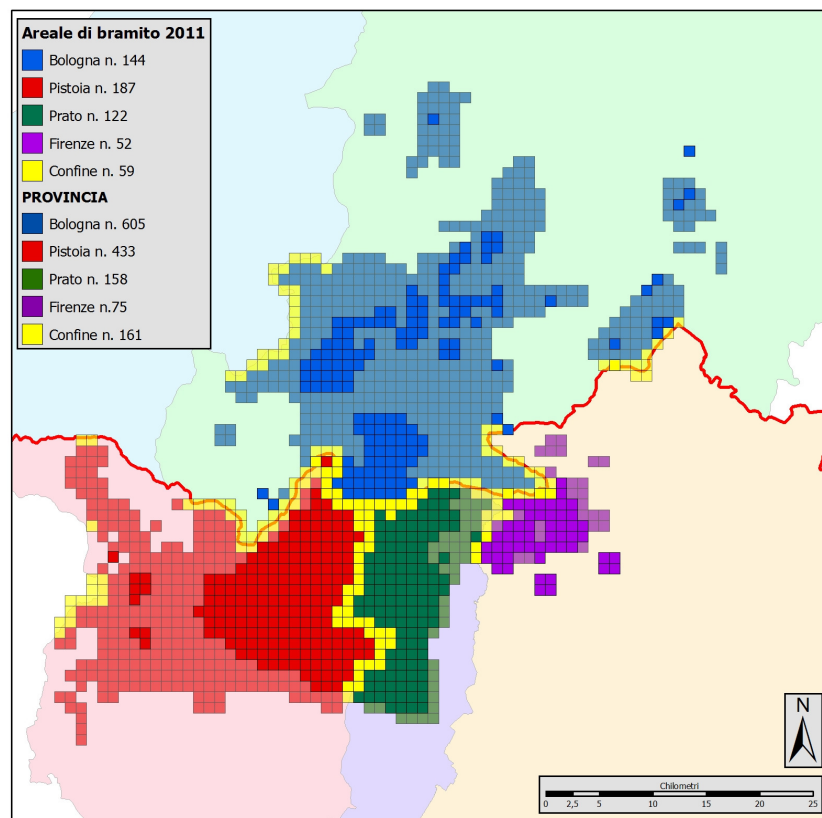 Areale di bramito 2011
Bologna n. 144
Pistoia n. 187
Prato n. 122
Firenze n. 52
Confine n. 59
PROVINCIA
Bologna n. 605
Pistoia n. 433
Prato n. 158
Firenze n.75
Confine n. 161
N
Chilometri
0 2,5 5 10 15 20 25